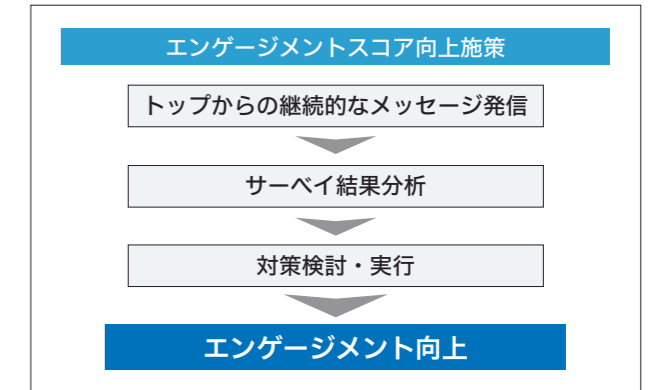 エンゲージメントスコア向上施策
トップからの継続的なメッセージ発信
サーベイ結果分析
対策検討・実行
エンゲージメント向上